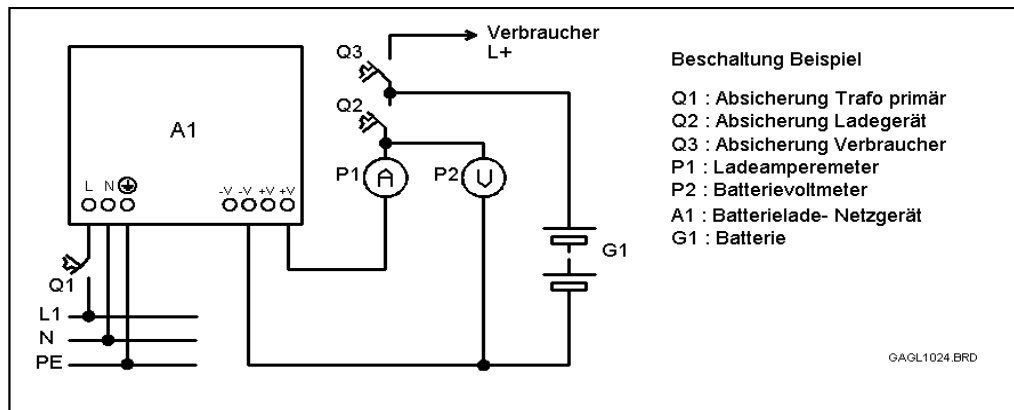 Verbraucher
L+
Q3
Beschaltung Beispiel
Q1 : Absicherung Trafo primär
Q2 : Absicherung Ladegerät
Q3 : Absicherung Verbraucher
P1 : Ladeamperemeter
P2 : Batterievoltmeter
A1 : Batterielade- Netzgerät
G1 : Batterie
Q2
A1
P1 A P2 V
L N -V -V +V +V
G1
Q1
L1
N
PE
GAGL1024.BRD